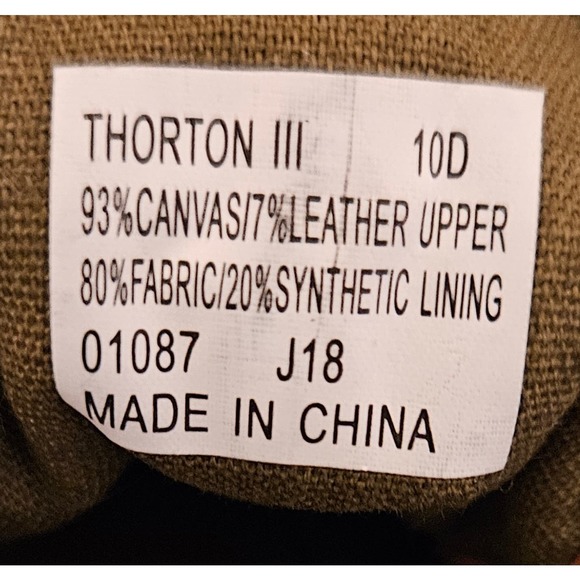 THORTON III 10D
93%CANVAS/7%LEATHER UPPER
80%FABRIC/20%SYNTHETIC LINING
01087 J18
MADE IN CHINA